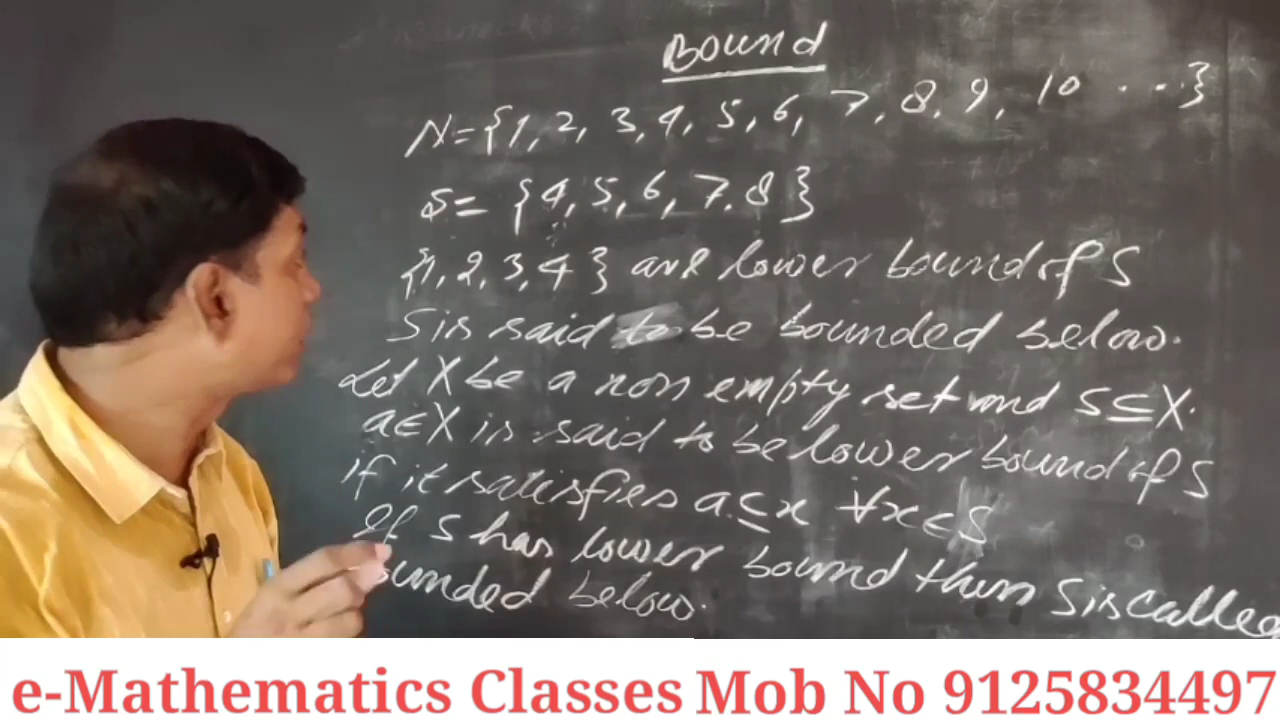 Bound
N={1, 2, 3, 4, 5, 6, 7, 8, 9, 10 ...}
S= {4, 5, 6, 7, 8}
{1, 2, 3, 4} are lower bound of S
S is said to be bounded below.
Let X be a non empty set and S⊆X.
a∈X is said to be lower bound of S
if it satisfies a≤x ∀x∈S
If S has lower bound then S is called
ounded below.
e-Mathematics Classes Mob No 9125834497